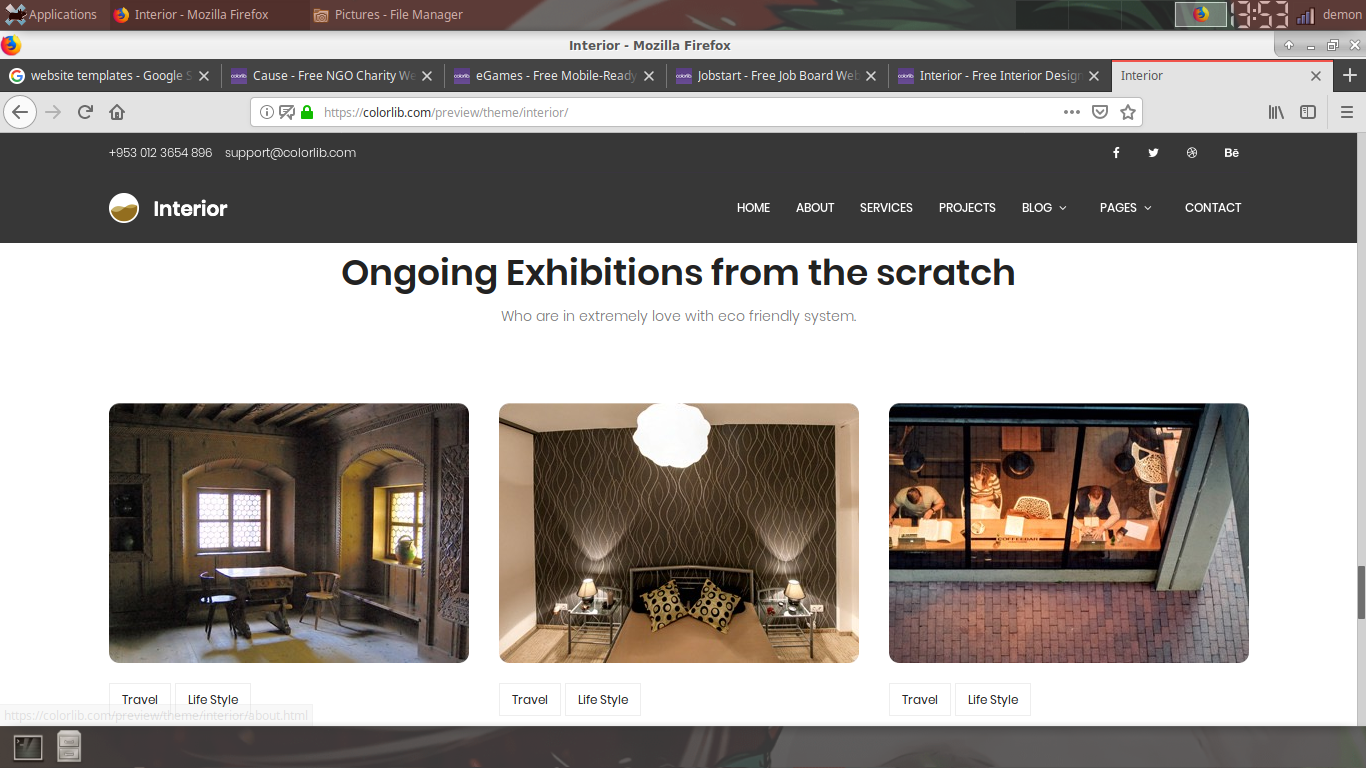 Applications
Interior - Mozilla Firefox
Pictures - File Manager
3:53
demon
Interior - Mozilla Firefox
website templates - Google S
Cause - Free NGO Charity We
eGames - Free Mobile-Ready
Jobstart - Free Job Board Web
Interior - Free Interior Design
Interior
https://colorlib.com/preview/theme/interior/
+953 012 3654 896 support@colorlib.com
Bē
Interior
HOME ABOUT SERVICES PROJECTS BLOG PAGES CONTACT
Ongoing Exhibitions from the scratch
Who are in extremely love with eco friendly system.
COFFEEBAR
Travel Life Style
Travel Life Style
Travel Life Style
https://colorlib.com/preview/theme/interior/about.html